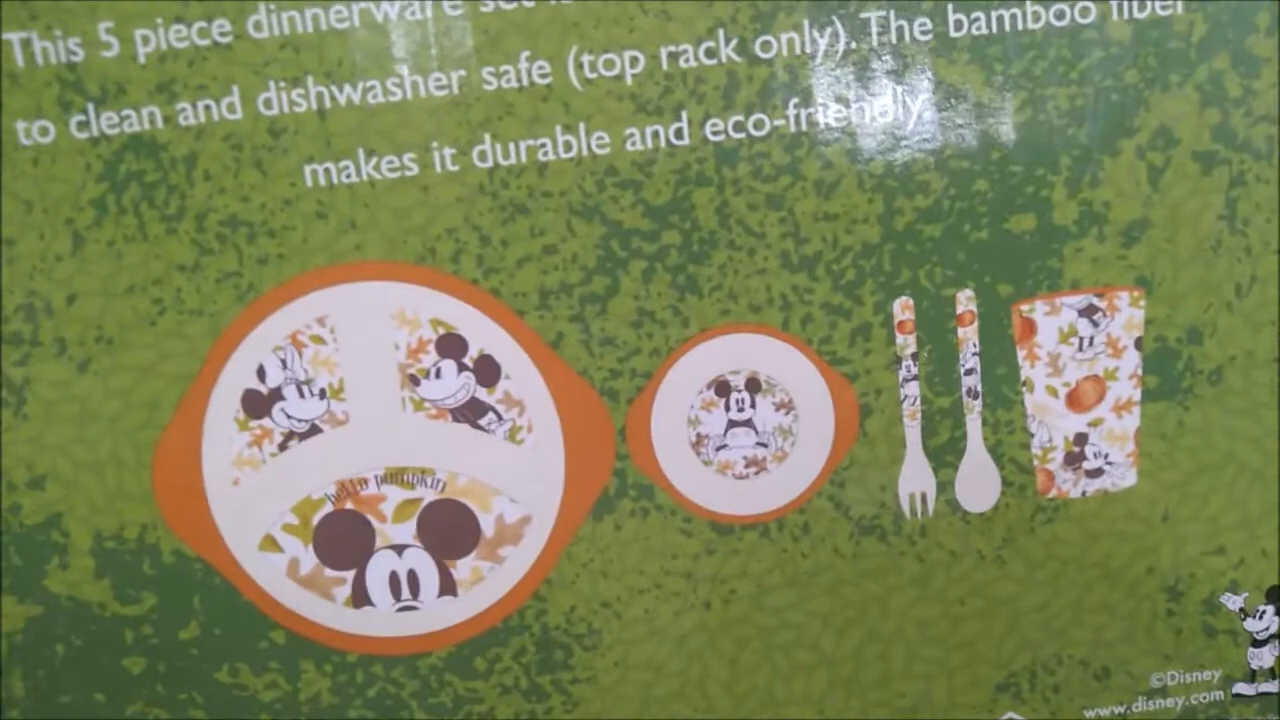 This 5 piece dinnerware set
to clean and dishwasher safe (top rack only). The bamboo fiber
makes it durable and eco-friendly.
hello pumpkin
©Disney
www.disney.com